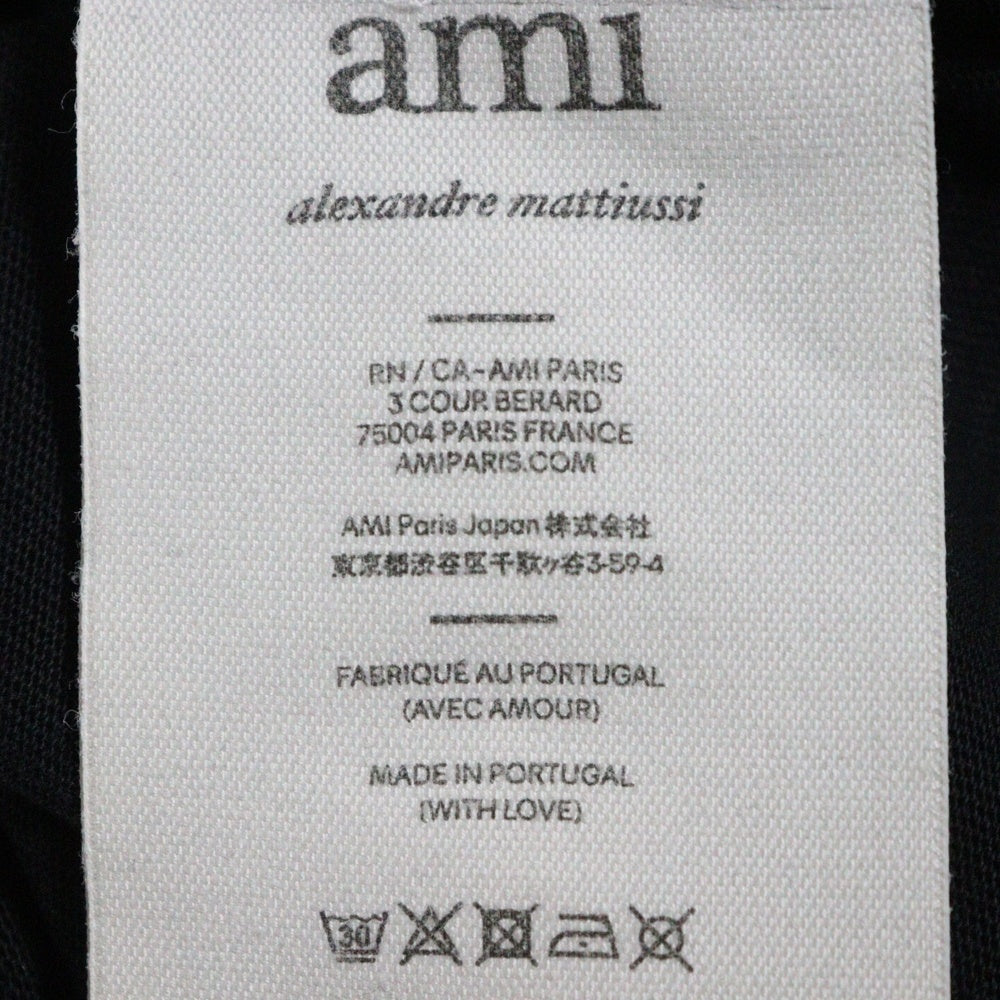 ami
alexandre mattiussi
RN / CA-AMI PARIS
3 COUR BERARD
75004 PARIS FRANCE
AMIPARIS.COM
AMI Paris Japan 株式会社
東京都渋谷区千駄ヶ谷3-59-4
FABRIQUÉ AU PORTUGAL
(AVEC AMOUR)
MADE IN PORTUGAL
(WITH LOVE)
30